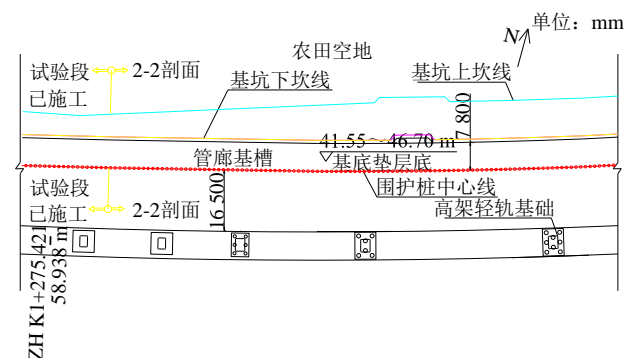 单位：mm
N
农田空地
试验段
已施工
2-2剖面
基坑下坎线
基坑上坎线
7 800
41.55～46.70 m
管廊基槽
基底垫层底
围护桩中心线
试验段
已施工
2-2剖面
16 500
高架轻轨基础
ZH K1+275.421
58.938 m